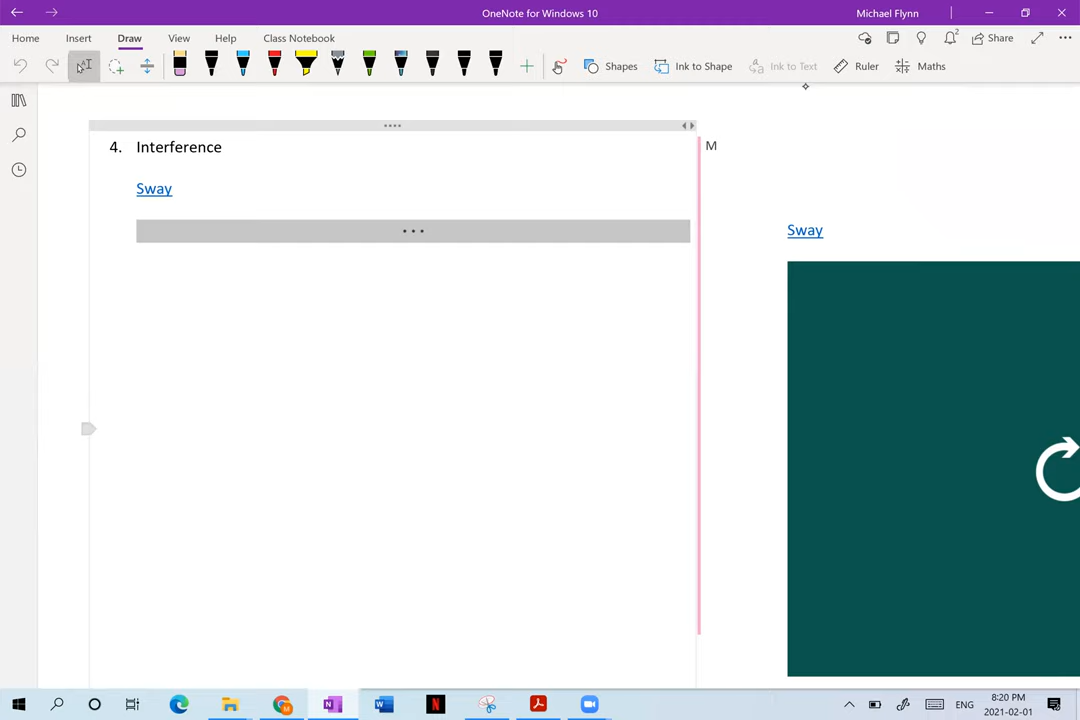 OneNote for Windows 10
Michael Flynn
Home Insert Draw View Help Class Notebook
2
Share
Shapes
Ink to Shape
Ink to Text
Ruler
Maths
4. Interference
M
Sway
Sway
N
W
N
ENG
8:20 PM
2021-02-01